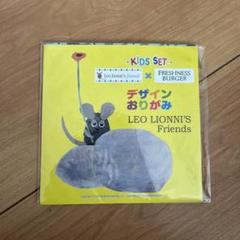 KIDS SET
leo lionni's friends
×
FRESHNESS
BURGER
デザイン
おりがみ
LEO LIONNI'S
Friends